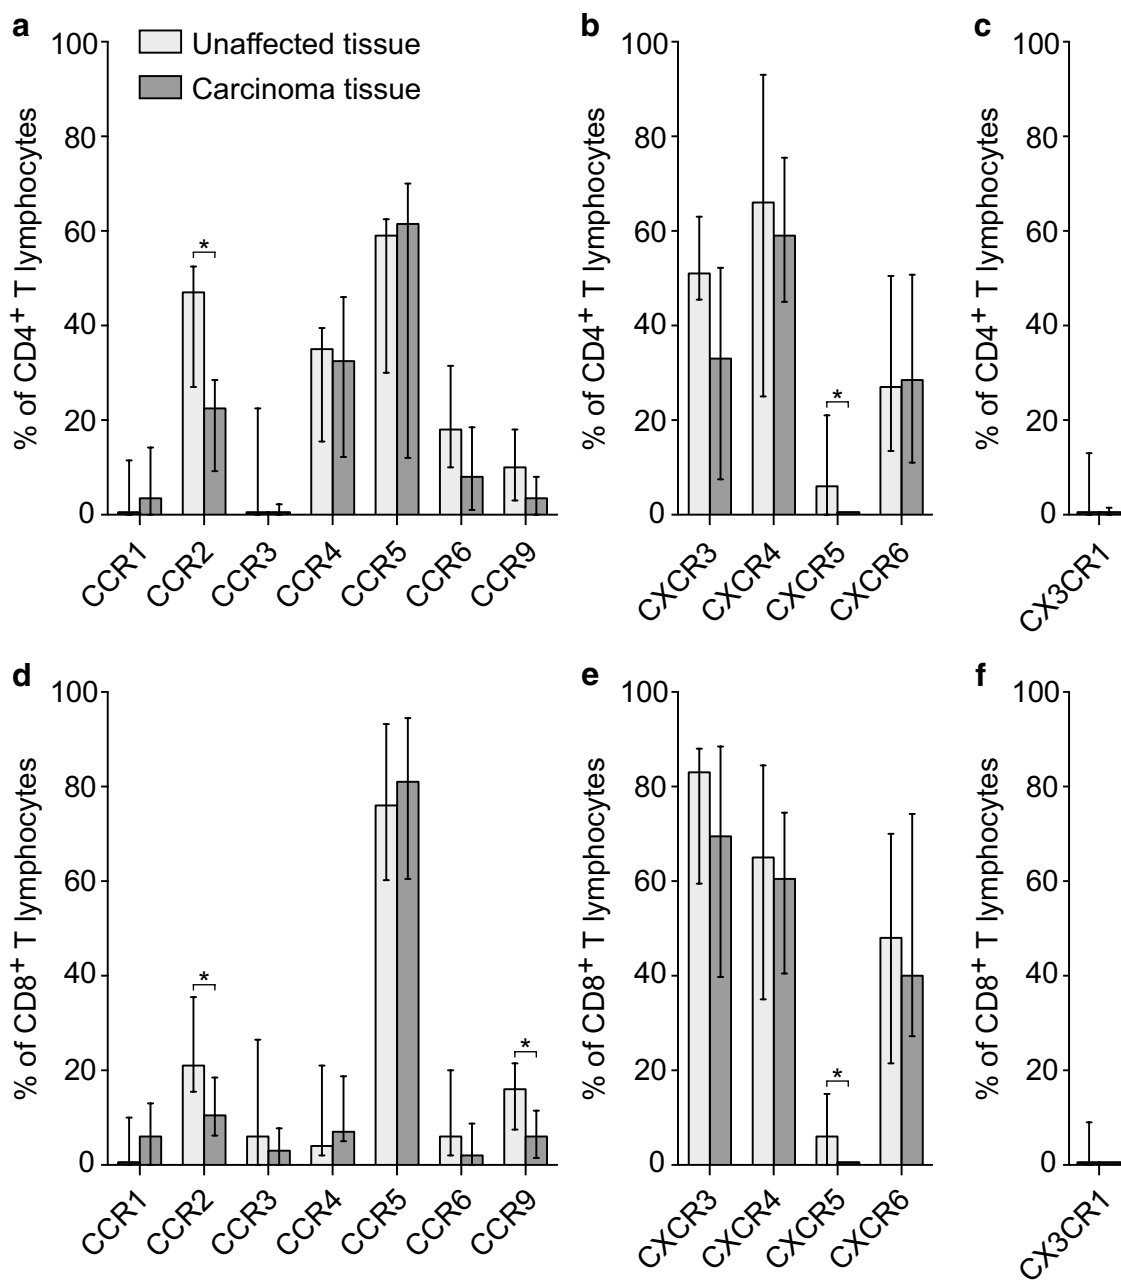 a
Unaffected tissue
Carcinoma tissue
% of CD4+ T lymphocytes
100
80
60
40
20
0
*
CCR1
CCR2
CCR3
CCR4
CCR5
CCR6
CCR9
b
% of CD4+ T lymphocytes
100
80
60
40
20
0
*
CXCR3
CXCR4
CXCR5
CXCR6
c
% of CD4+ T lymphocytes
100
80
60
40
20
0
CX3CR1
d
% of CD8+ T lymphocytes
100
80
60
40
20
0
*
*
CCR1
CCR2
CCR3
CCR4
CCR5
CCR6
CCR9
e
% of CD8+ T lymphocytes
100
80
60
40
20
0
*
CXCR3
CXCR4
CXCR5
CXCR6
f
% of CD8+ T lymphocytes
100
80
60
40
20
0
CX3CR1